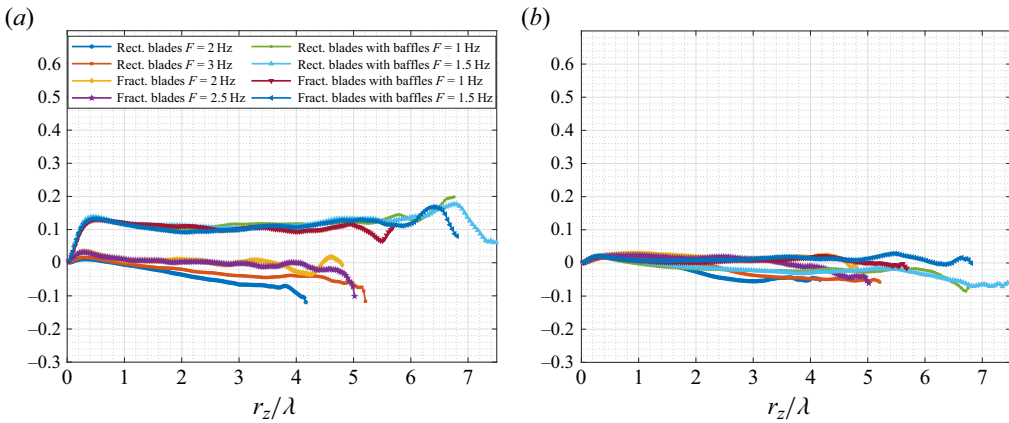 (a)
(b)
Rect. blades F = 2 Hz
Rect. blades F = 3 Hz
Fract. blades F = 2 Hz
Fract. blades F = 2.5 Hz
Rect. blades with baffles F = 1 Hz
Rect. blades with baffles F = 1.5 Hz
Fract. blades with baffles F = 1 Hz
Fract. blades with baffles F = 1.5 Hz
0.6
0.5
0.4
0.3
0.2
0.1
0
–0.1
–0.2
–0.3
0 1 2 3 4 5 6 7
r_z/λ
0.6
0.5
0.4
0.3
0.2
0.1
0
–0.1
–0.2
–0.3
0 1 2 3 4 5 6 7
r_z/λ